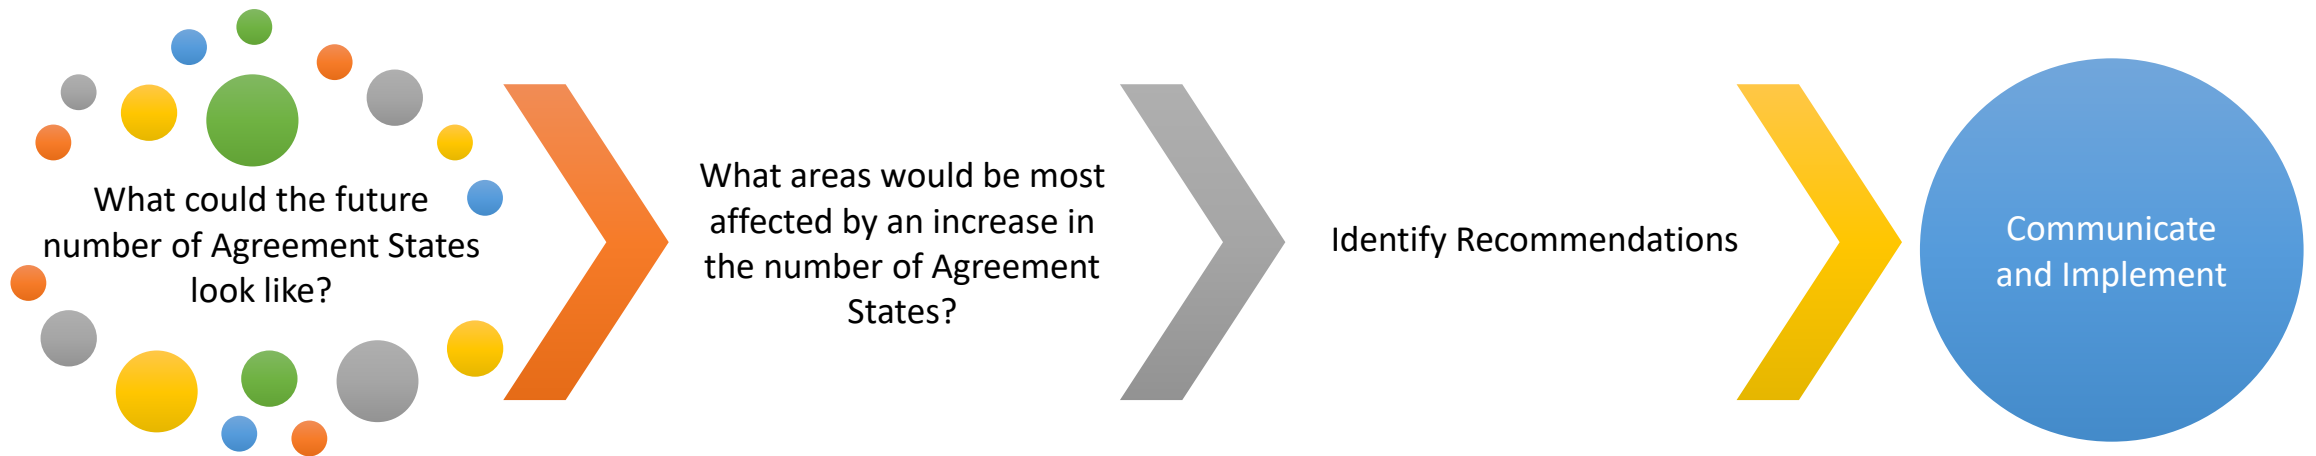 What could the future
number of Agreement States
look like?
What areas would be most
affected by an increase in
the number of Agreement
States?
Identify Recommendations
Communicate
and Implement